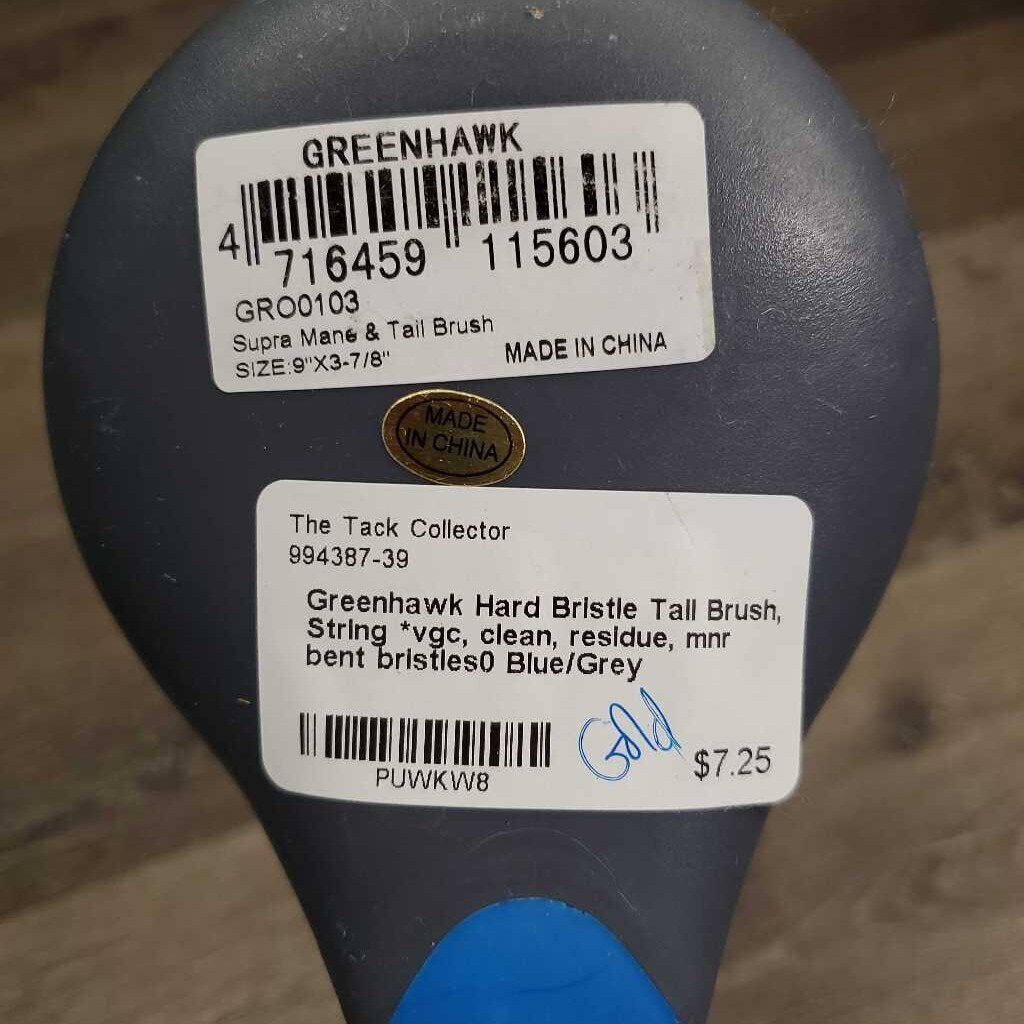 GREENHAWK
4 716459 115603
GRO0103
Supra Mane & Tail Brush
SIZE:9"X3-7/8"
MADE IN CHINA
MADE
IN CHINA
The Tack Collector
994387-39
Greenhawk Hard Bristle Tail Brush,
String *vgc, clean, residue, mnr
bent bristles0 Blue/Grey
Gold
$7.25
PUWKW8